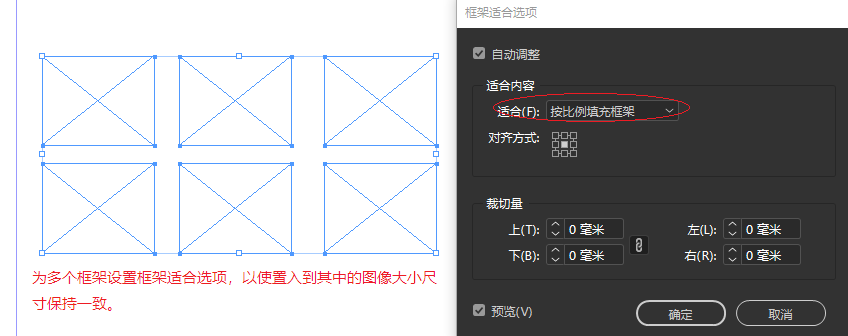 框架适合选项
自动调整
适合内容
适合(F): 按比例填充框架
对齐方式:
裁切量
上(T): 0 毫米 左(L): 0 毫米
下(B): 0 毫米 右(R): 0 毫米
预览(V) 确定 取消
为多个框架设置框架适合选项，以使置入到其中的图像大小尺
寸保持一致。